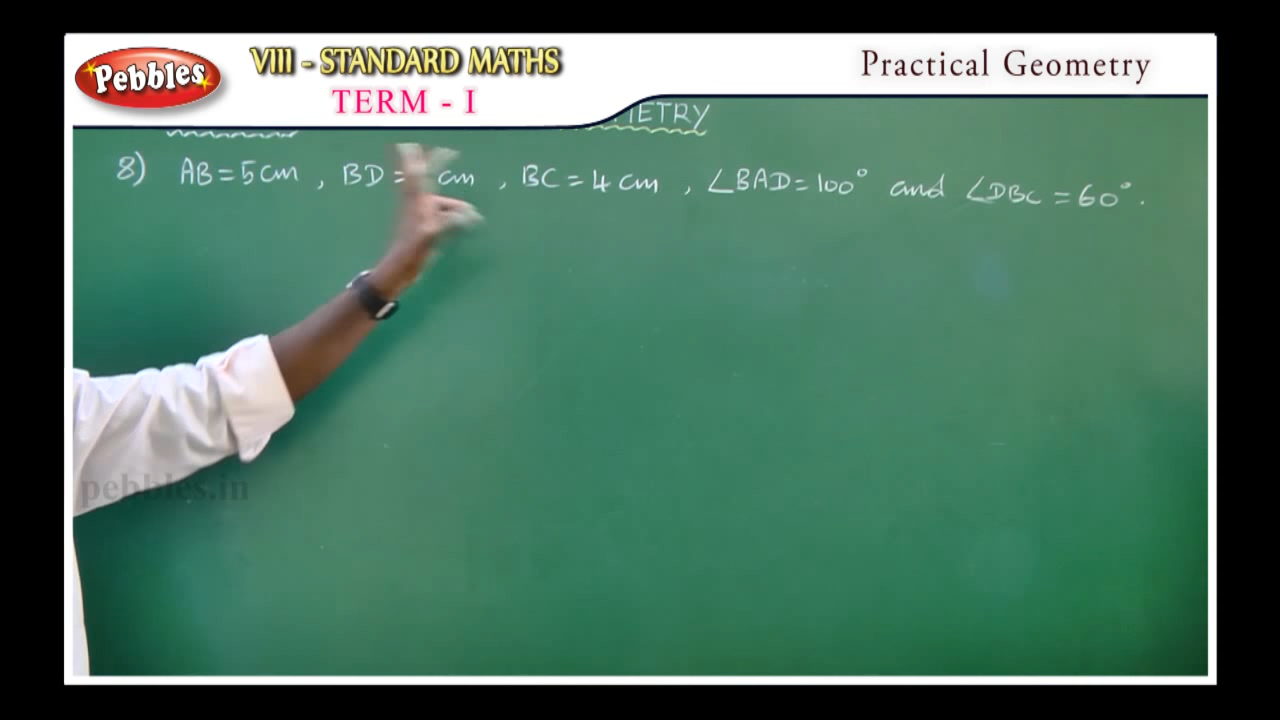 Pebbles
VIII - STANDARD MATHS
TERM - I
Practical Geometry
METRY
8) AB = 5 cm , BD = cm , BC = 4 cm , ∠BAD = 100° and ∠DBC = 60° .
pebbles.in